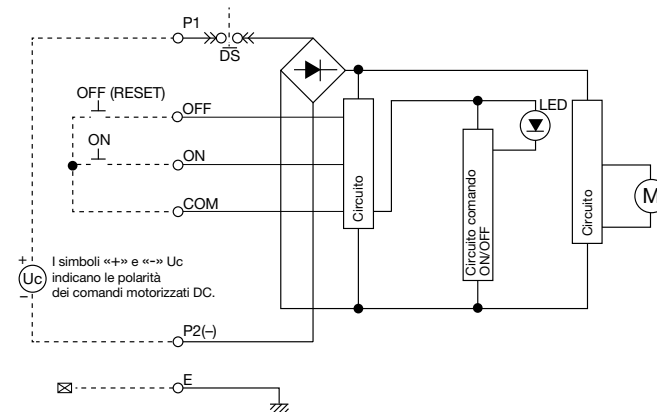 P1
DS
OFF (RESET)
OFF
ON
ON
COM
LED
Circuito
Circuito comando
ON/OFF
Circuito
M
+
Uc
–
I simboli «+» e «-» Uc
indicano le polarità
dei comandi motorizzati DC.
P2(–)
E